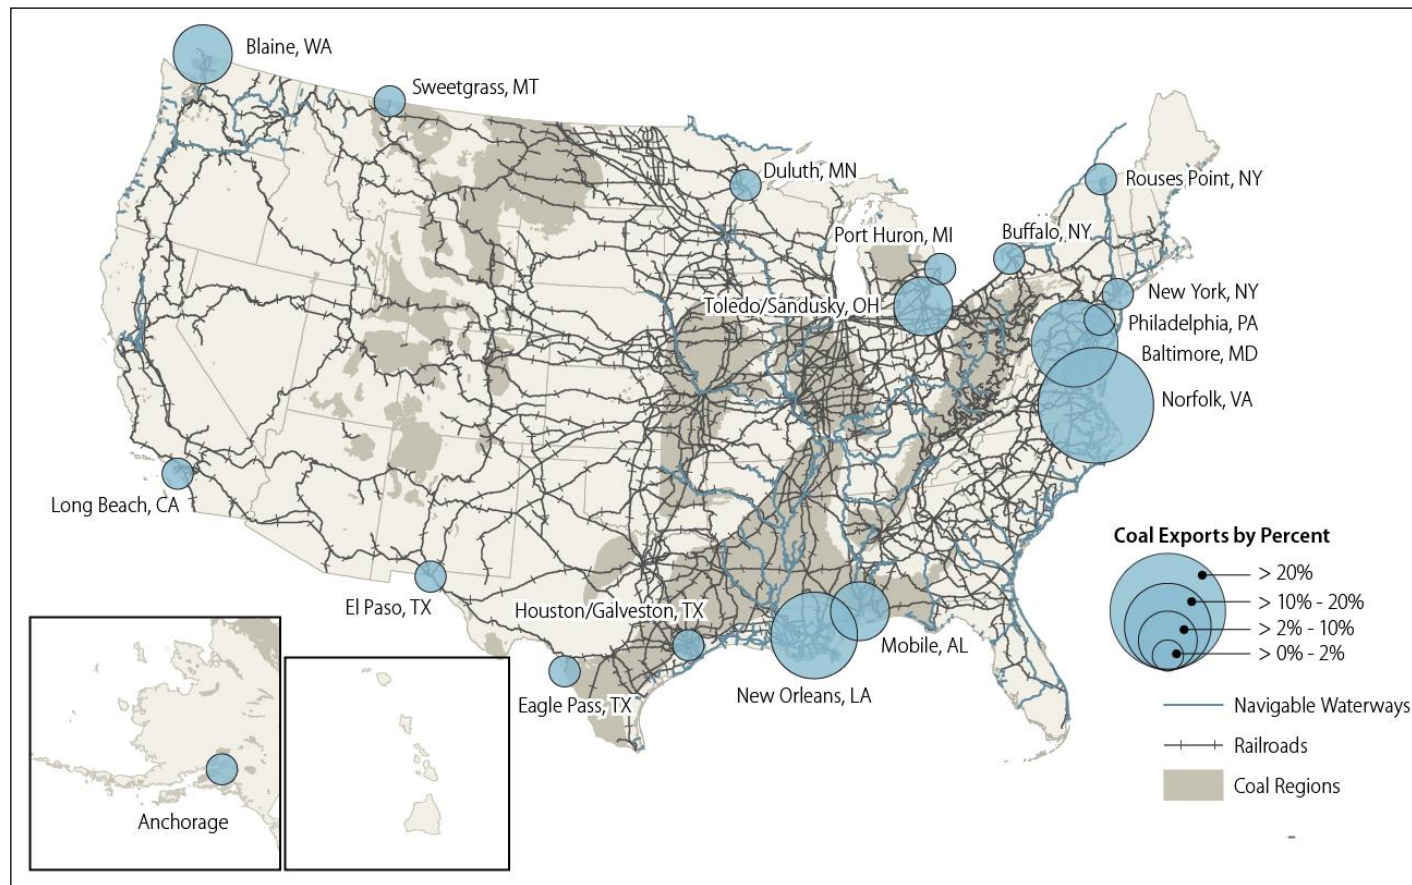 Blaine, WA
Sweetgrass, MT
Duluth, MN
Rouses Point, NY
Port Huron, MI
Buffalo, NY
Toledo/Sandusky, OH
New York, NY
Philadelphia, PA
Baltimore, MD
Norfolk, VA
Long Beach, CA
El Paso, TX
Houston/Galveston, TX
Eagle Pass, TX
New Orleans, LA
Mobile, AL
Anchorage
Coal Exports by Percent
> 20%
> 10% - 20%
> 2% - 10%
> 0% - 2%
Navigable Waterways
Railroads
Coal Regions